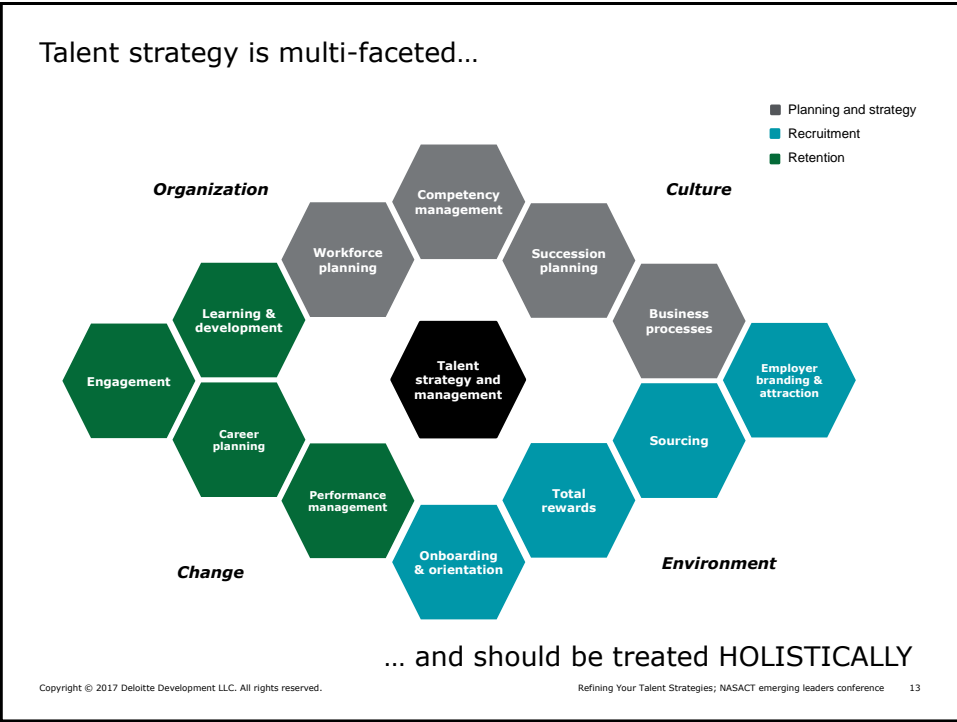 Talent strategy is multi-faceted…
Planning and strategy
Recruitment
Retention
Organization
Culture
Competency
management
Workforce
planning
Succession
planning
Learning &
development
Business
processes
Engagement
Talent
strategy and
management
Employer
branding &
attraction
Career
planning
Sourcing
Performance
management
Total
rewards
Onboarding
& orientation
Change
Environment
… and should be treated HOLISTICALLY
Copyright © 2017 Deloitte Development LLC. All rights reserved.
Refining Your Talent Strategies; NASACT emerging leaders conference 13